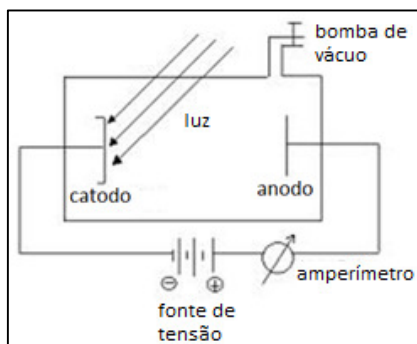 bomba de
vácuo
luz
catodo
anodo
amperímetro
⊖ ⊕
fonte de
tensão